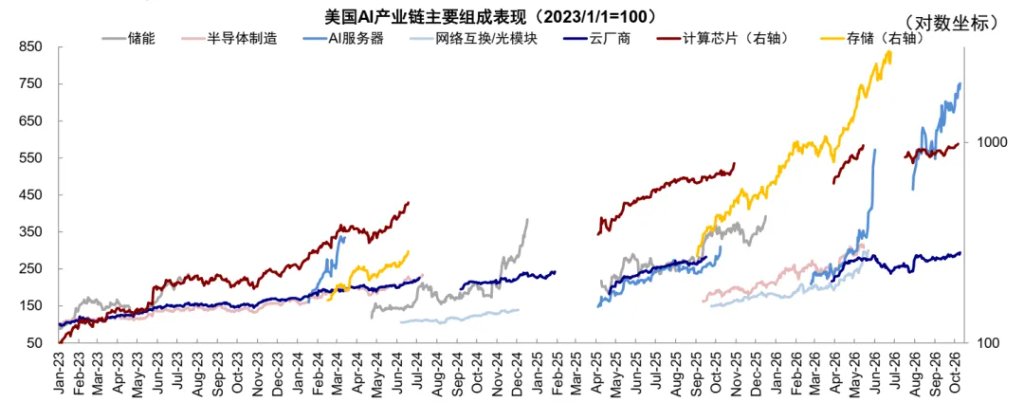 美国AI产业链主要组成表现（2023/1/1=100）
（对数坐标）
储能 半导体制造 AI服务器 网络互换/光模块 云厂商 计算芯片（右轴） 存储（右轴）
850
750
650
550
450
350
250
150
50
1000
100
Jan-23 Feb-23 Mar-23 Apr-23 May-23 Jun-23 Jul-23 Aug-23 Sep-23 Oct-23 Nov-23 Dec-23 Jan-24 Feb-24 Mar-24 Apr-24 May-24 Jun-24 Jul-24 Aug-24 Sep-24 Oct-24 Nov-24 Dec-24 Jan-25 Feb-25 Mar-25 Apr-25 May-25 Jun-25 Jul-25 Aug-25 Sep-25 Oct-25 Nov-25 Dec-25 Jan-26 Feb-26 Mar-26 Apr-26 May-26 Jun-26 Jul-26 Aug-26 Sep-26 Oct-26